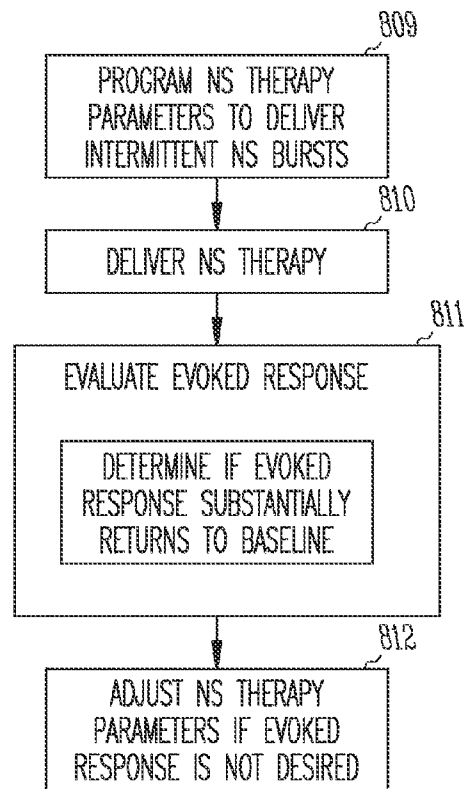 809
PROGRAM NS THERAPY
PARAMETERS TO DELIVER
INTERMITTENT NS BURSTS
810
DELIVER NS THERAPY
811
EVALUATE EVOKED RESPONSE
DETERMINE IF EVOKED
RESPONSE SUBSTANTIALLY
RETURNS TO BASELINE
812
ADJUST NS THERAPY
PARAMETERS IF EVOKED
RESPONSE IS NOT DESIRED